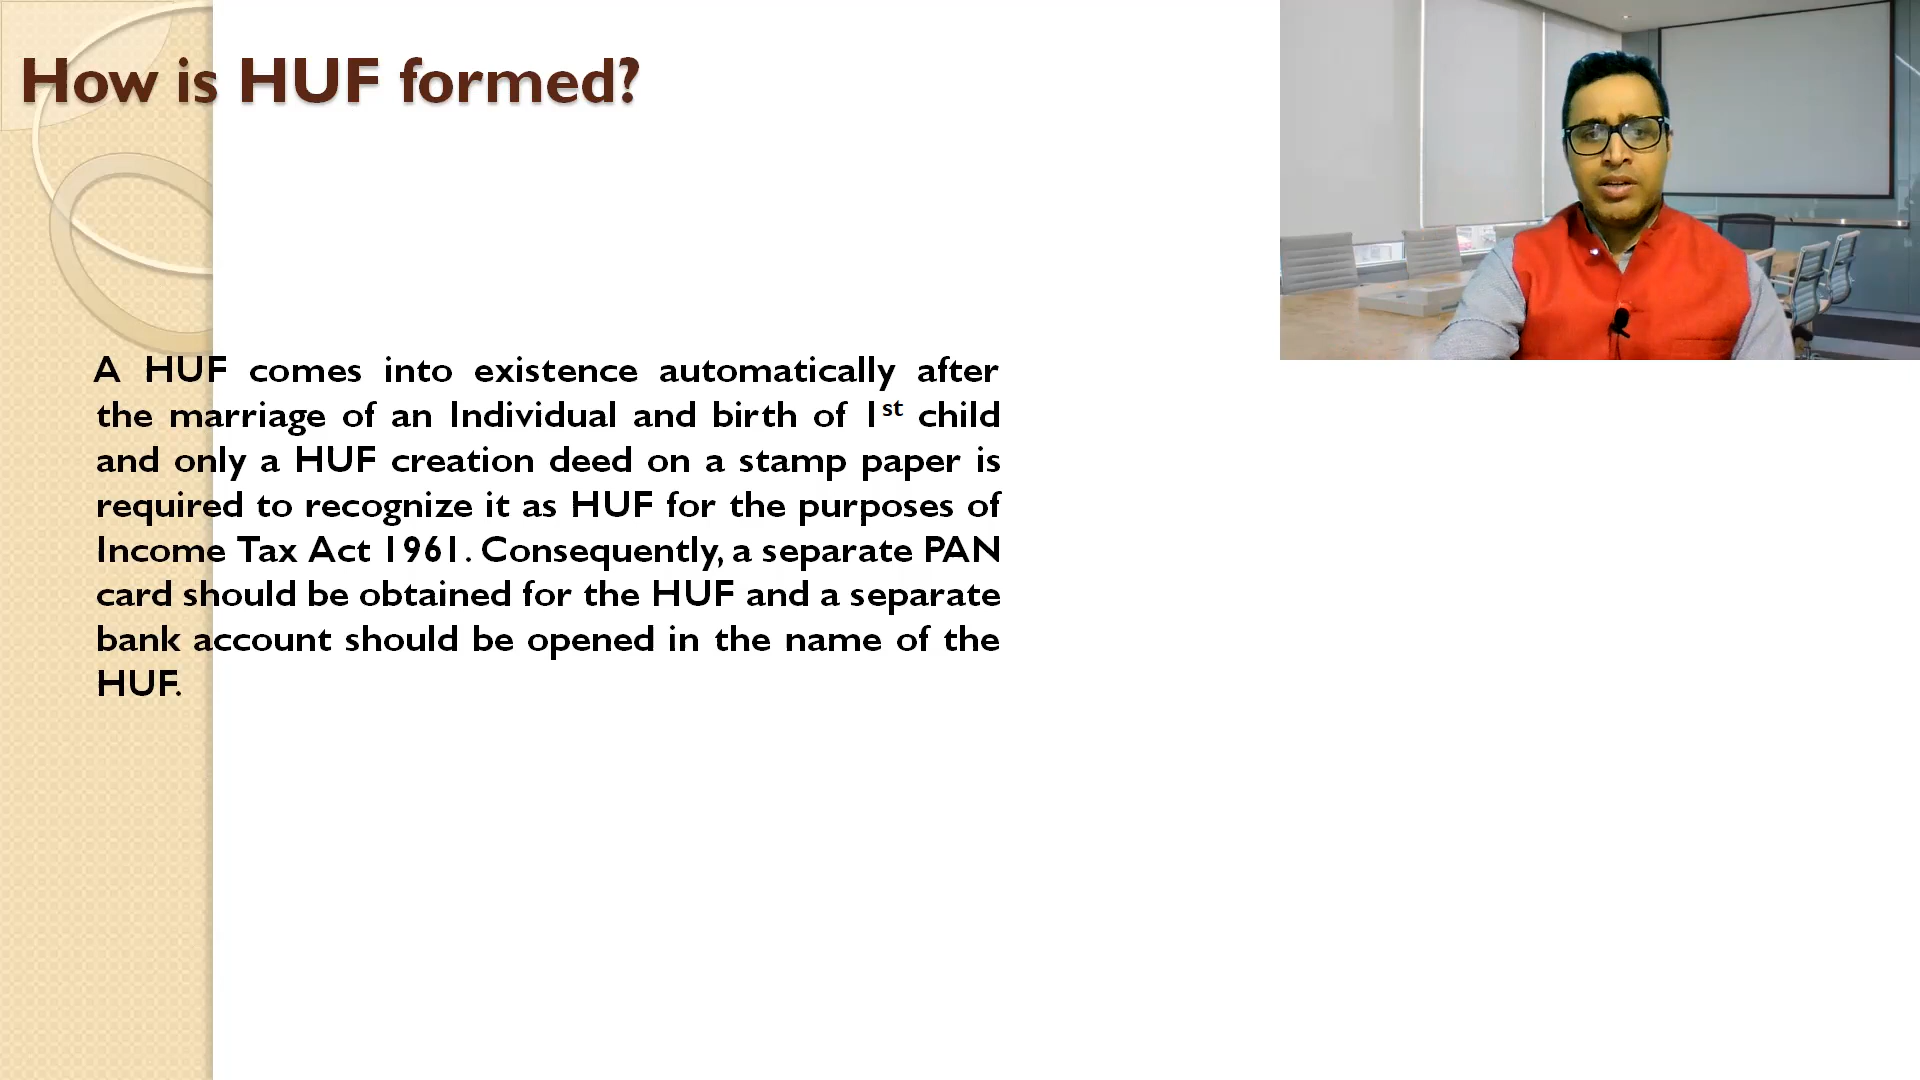 How is HUF formed?
A HUF comes into existence automatically after
the marriage of an Individual and birth of 1st child
and only a HUF creation deed on a stamp paper is
required to recognize it as HUF for the purposes of
Income Tax Act 1961. Consequently, a separate PAN
card should be obtained for the HUF and a separate
bank account should be opened in the name of the
HUF.